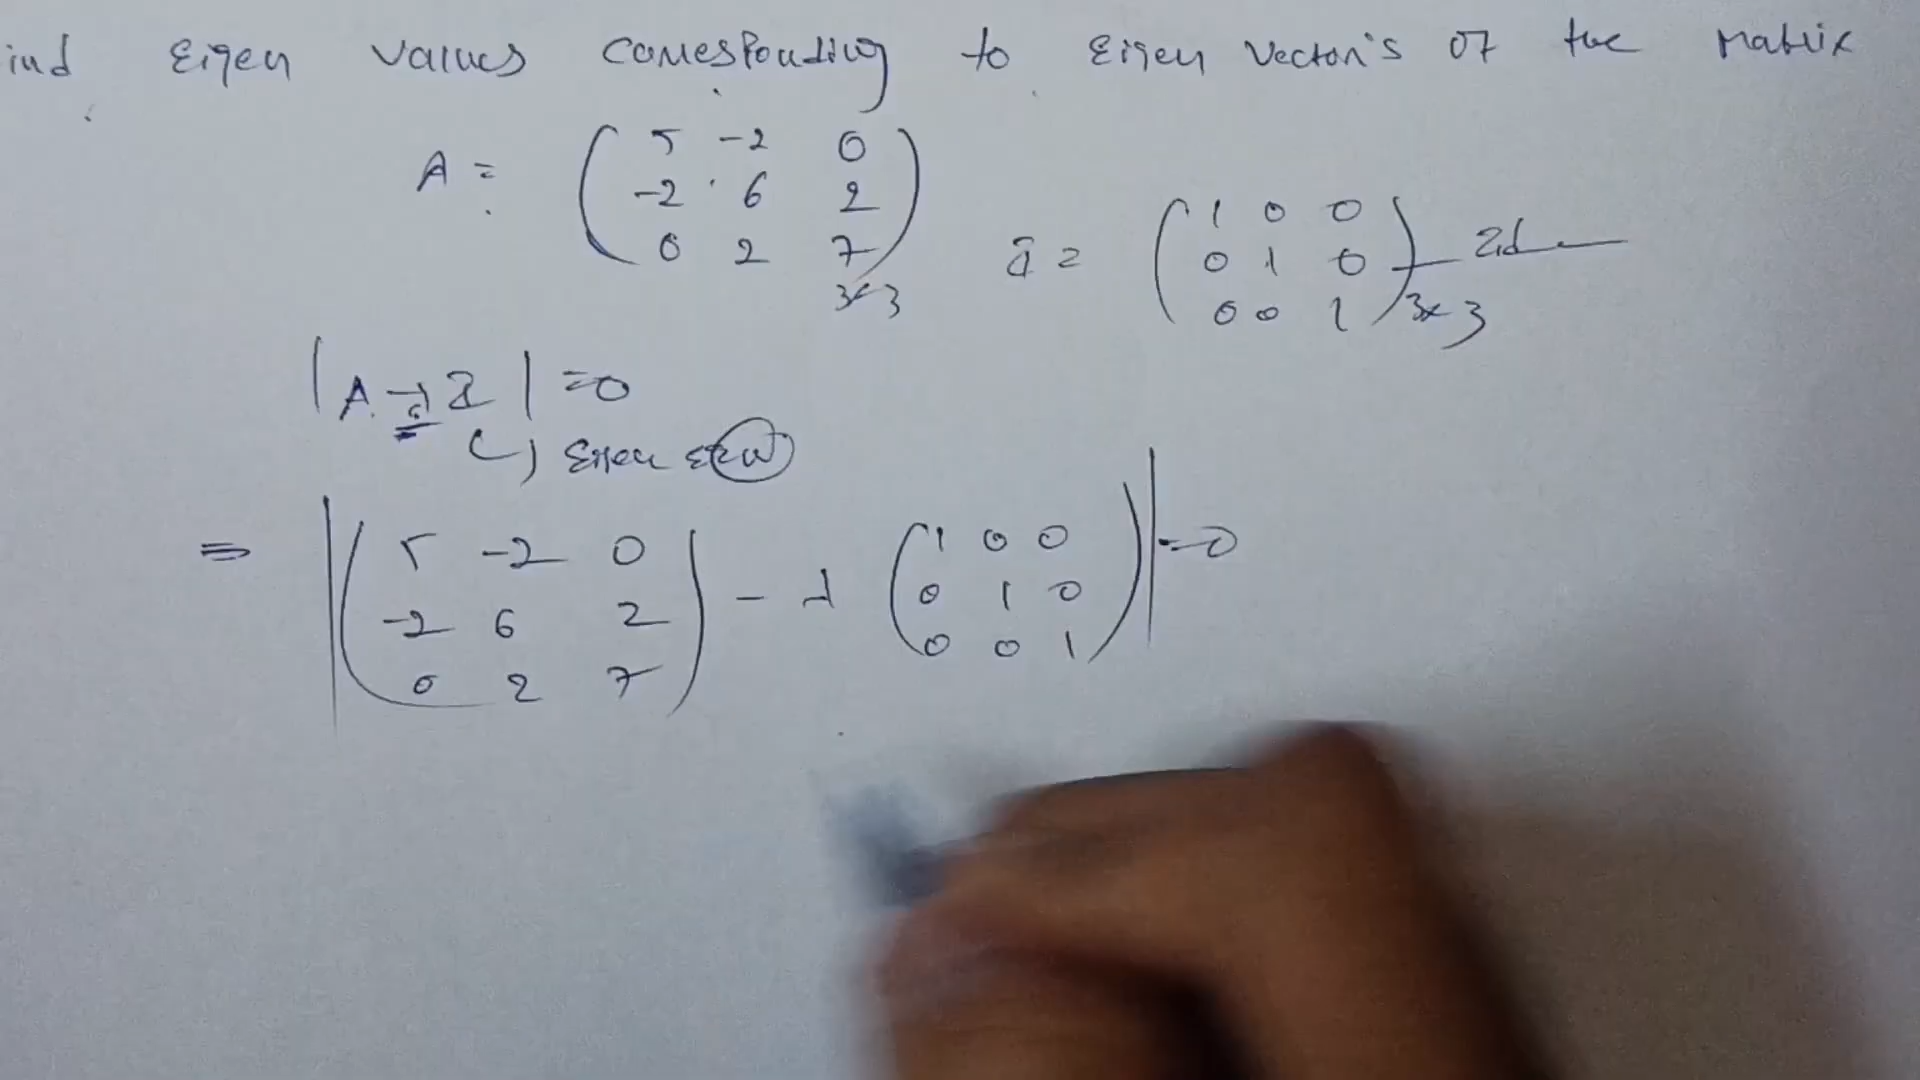 ind Eigen values corresponding to Eigen Vector's of the Matrix
A = ( 5 -2 0
-2 6 2
0 2 7 ) 3×3
I = ( 1 0 0
0 1 0
0 0 1 ) 3×3
|A - λI| = 0
Eigen
⇒ |( 5 -2 0
-2 6 2
0 2 7 ) - λ ( 1 0 0
0 1 0
0 0 1 )| = 0